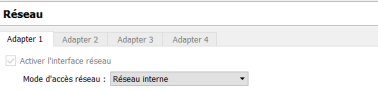 Réseau
Adapter 1 Adapter 2 Adapter 3 Adapter 4
Activer l'interface réseau
Mode d'accès réseau : Réseau interne